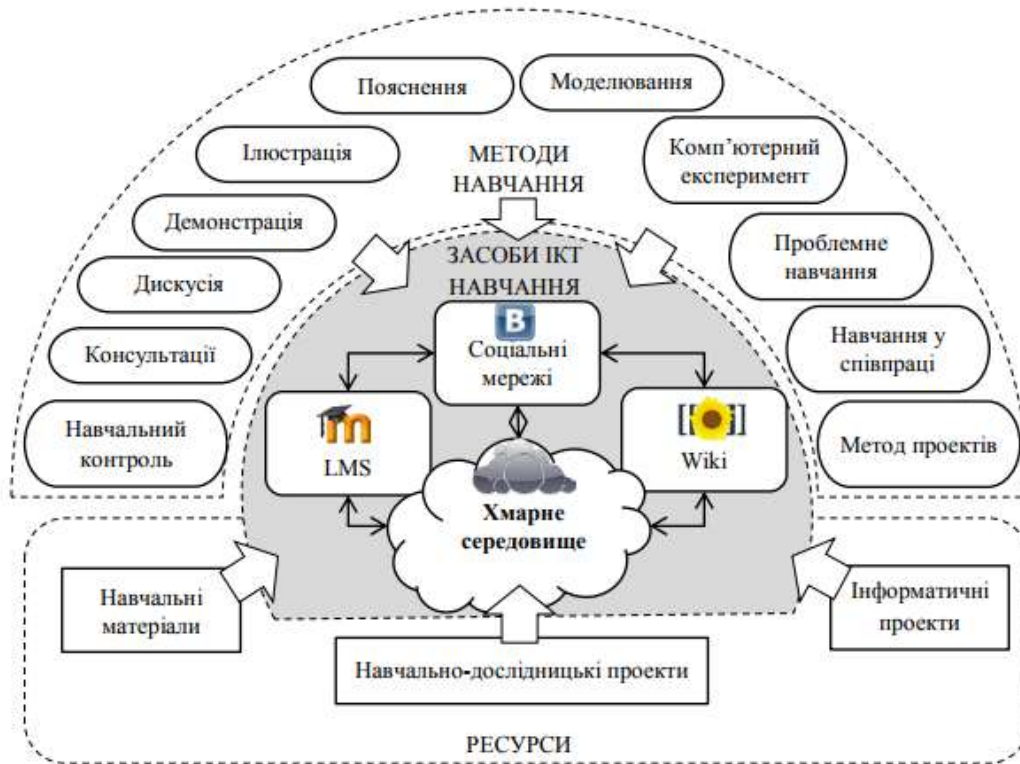 Пояснення
Моделювання
Ілюстрація
МЕТОДИ
НАВЧАННЯ
Комп’ютерний
експеримент
Демонстрація
Проблемне
навчання
ЗАСОБИ ІКТ
НАВЧАННЯ
Дискусія
B
Соціальні
мережі
Навчання у
співпраці
Консультації
Навчальний
контроль
m
LMS
[[ ]]
Wiki
Метод проектів
Хмарне
середовище
Навчальні
матеріали
Інформатичні
проекти
Навчально-дослідницькі проекти
РЕСУРСИ